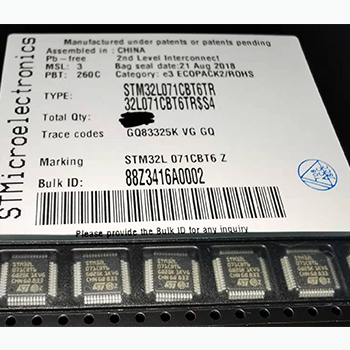 STMicroelectronics
Manufactured under patents or patents pending
Assembled in : CHINA
Pb-free 2nd Level Interconnect
MSL: 3 Bag seal date: 21 Aug 2018
PBT: 260C Category: e3 ECOPACK2/ROHS
TYPE: STM32L071CBT6TR
32L071CBT6TR$S4
Total Qty:
Trace codes GQ83325K VG GQ
Marking STM32L 071CBT6 Z
Bulk ID: 88Z3416A0002
Please provide the Bulk ID for any inquiry
STM32L
071CBT6